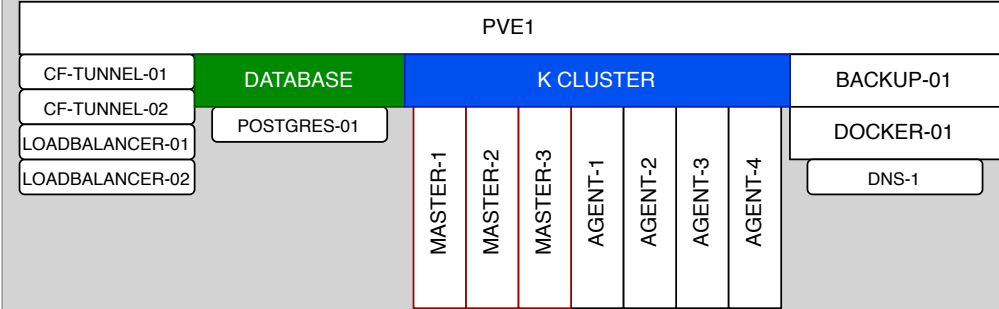 PVE1
CF-TUNNEL-01
CF-TUNNEL-02
LOADBALANCER-01
LOADBALANCER-02
DATABASE
POSTGRES-01
K CLUSTER
MASTER-1
MASTER-2
MASTER-3
AGENT-1
AGENT-2
AGENT-3
AGENT-4
BACKUP-01
DOCKER-01
DNS-1